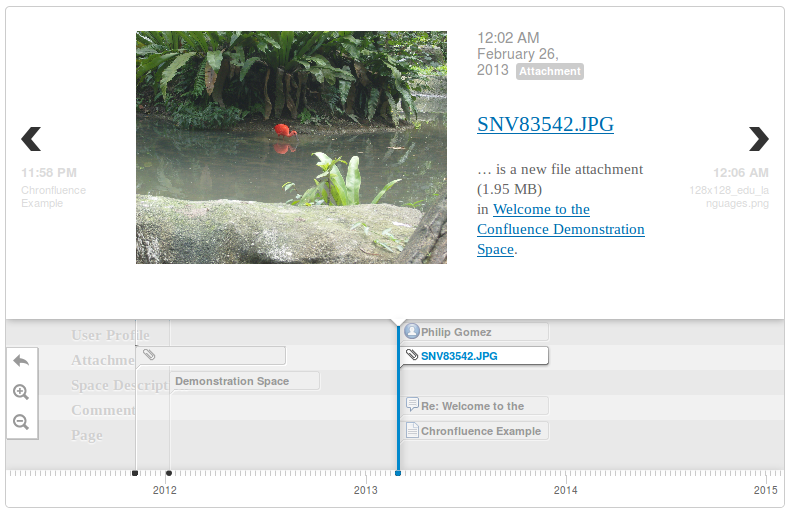 12:02 AM
February 26,
2013 Attachment
SNV83542.JPG
… is a new file attachment
(1.95 MB)
in Welcome to the
Confluence Demonstration
Space.
11:58 PM
Chronfluence
Example
12:06 AM
128x128_edu_la
nguages.png
User Profile
Philip Gomez
Attachme
SNV83542.JPG
Space Descript
Demonstration Space
Comment
Re: Welcome to the
Page
Chronfluence Example
2012
2013
2014
2015